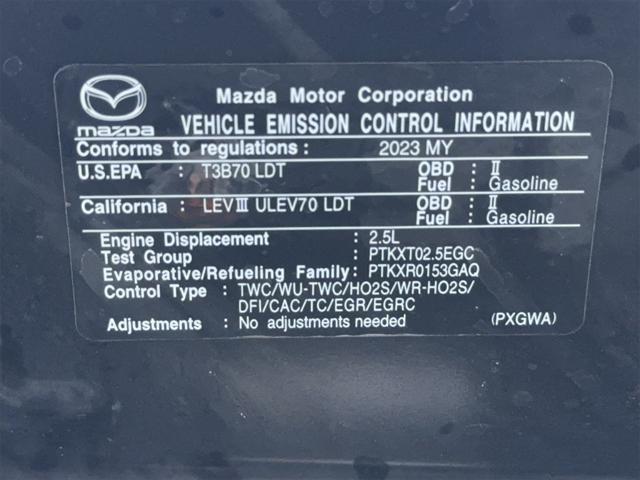 Mazda Motor Corporation
mazda VEHICLE EMISSION CONTROL INFORMATION
Conforms to regulations : 2023 MY
U.S.EPA : T3B70 LDT OBD : II
Fuel : Gasoline
California : LEVIII ULEV70 LDT OBD : II
Fuel : Gasoline
Engine Displacement : 2.5L
Test Group : PTKXT02.5EGC
Evaporative/Refueling Family: PTKXR0153GAQ
Control Type : TWC/WU-TWC/HO2S/WR-HO2S/
DFI/CAC/TC/EGR/EGRC
Adjustments : No adjustments needed (PXGWA)